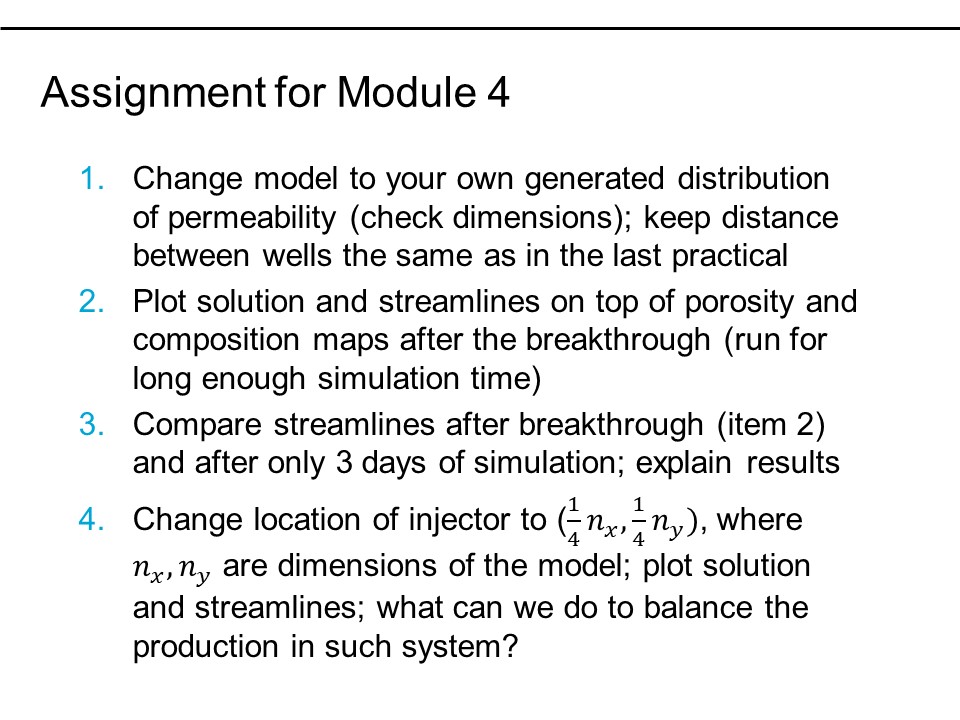 Assignment for Module 4
1. Change model to your own generated distribution
of permeability (check dimensions); keep distance
between wells the same as in the last practical
2. Plot solution and streamlines on top of porosity and
composition maps after the breakthrough (run for
long enough simulation time)
3. Compare streamlines after breakthrough (item 2)
and after only 3 days of simulation; explain results
4. Change location of injector to (1/4 n_x, 1/4 n_y), where
n_x, n_y are dimensions of the model; plot solution
and streamlines; what can we do to balance the
production in such system?